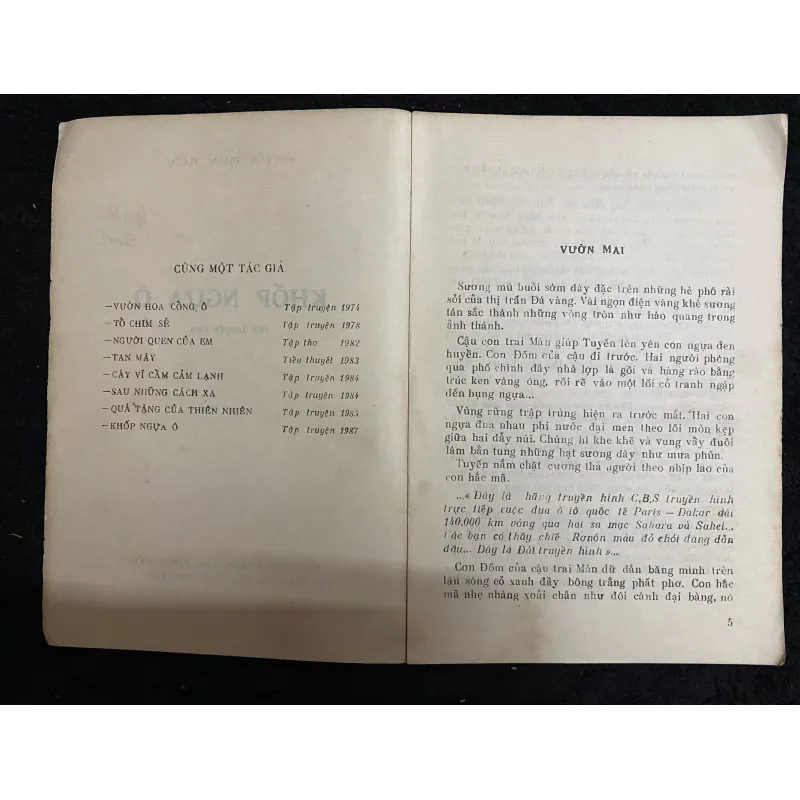 CÙNG MỘT TÁC GIẢ
—VƯỜN HOA CỔNG Ô Tập truyện 1974
—TỔ CHIM SẺ Tập truyện 1978
—NGƯỜI QUEN CỦA EM Tập thơ 1982
—TAN MÂY Tiểu thuyết 1983
—CÂY VĨ CẦM CẢM LẠNH Tập truyện 1984
—SAU NHỮNG CÁCH XA Tập truyện 1984
—QUÀ TẶNG CỦA THIÊN NHIÊN Tập truyện 1985
—KHỐP NGỰA Ô Tập truyện 1987
VƯỜN MAI
Sương mù buổi sớm dày đặc trên những hè phố rải
sỏi của thị trấn Đá vàng. Vài ngọn điện vàng khé sương
tán sắc thành những vòng tròn như hào quang trong
ảnh thánh.
Cậu con trai Mán giúp Tuyến lên yên con ngựa đen
huyền. Con Đốm của cậu đi trước. Hai người phóng
qua phố chính đầy nhà lợp lá gồi và hàng rào bằng
trúc ken vàng óng, rồi rẽ vào một lối cỏ tranh ngập
đến bụng ngựa...
Vùng rừng trập trùng hiện ra trước mắt. Hai con
ngựa đua nhau phi nước đại men theo lối mòn kẹp
giữa hai dãy núi. Chúng hí khe khẽ và vung vẩy đuôi
làm bắn tung những hạt sương dày như mưa phùn.
Tuyến nắm chặt cương thả người theo nhịp lao của
con hắc mã.
...« Đây là hãng truyền hình C,B,S truyền hình
trực tiếp cuộc đua ô tô quốc tế Paris — Đakar dài
140.000 km vòng qua hai sa mạc Sahara và Sahel...
Các bạn có thấy chiế Rơnôn màu đỏ chói đang dẫn
đầu... Đây là Đài truyền hình »...
Con Đốm của cậu trai Mán dữ dằn băng mình trên
làn sóng cỏ xanh đầy bông trắng phất phơ. Con hắc
mã nhẹ nhàng xoải chân như đôi cánh đại bàng, nó
5